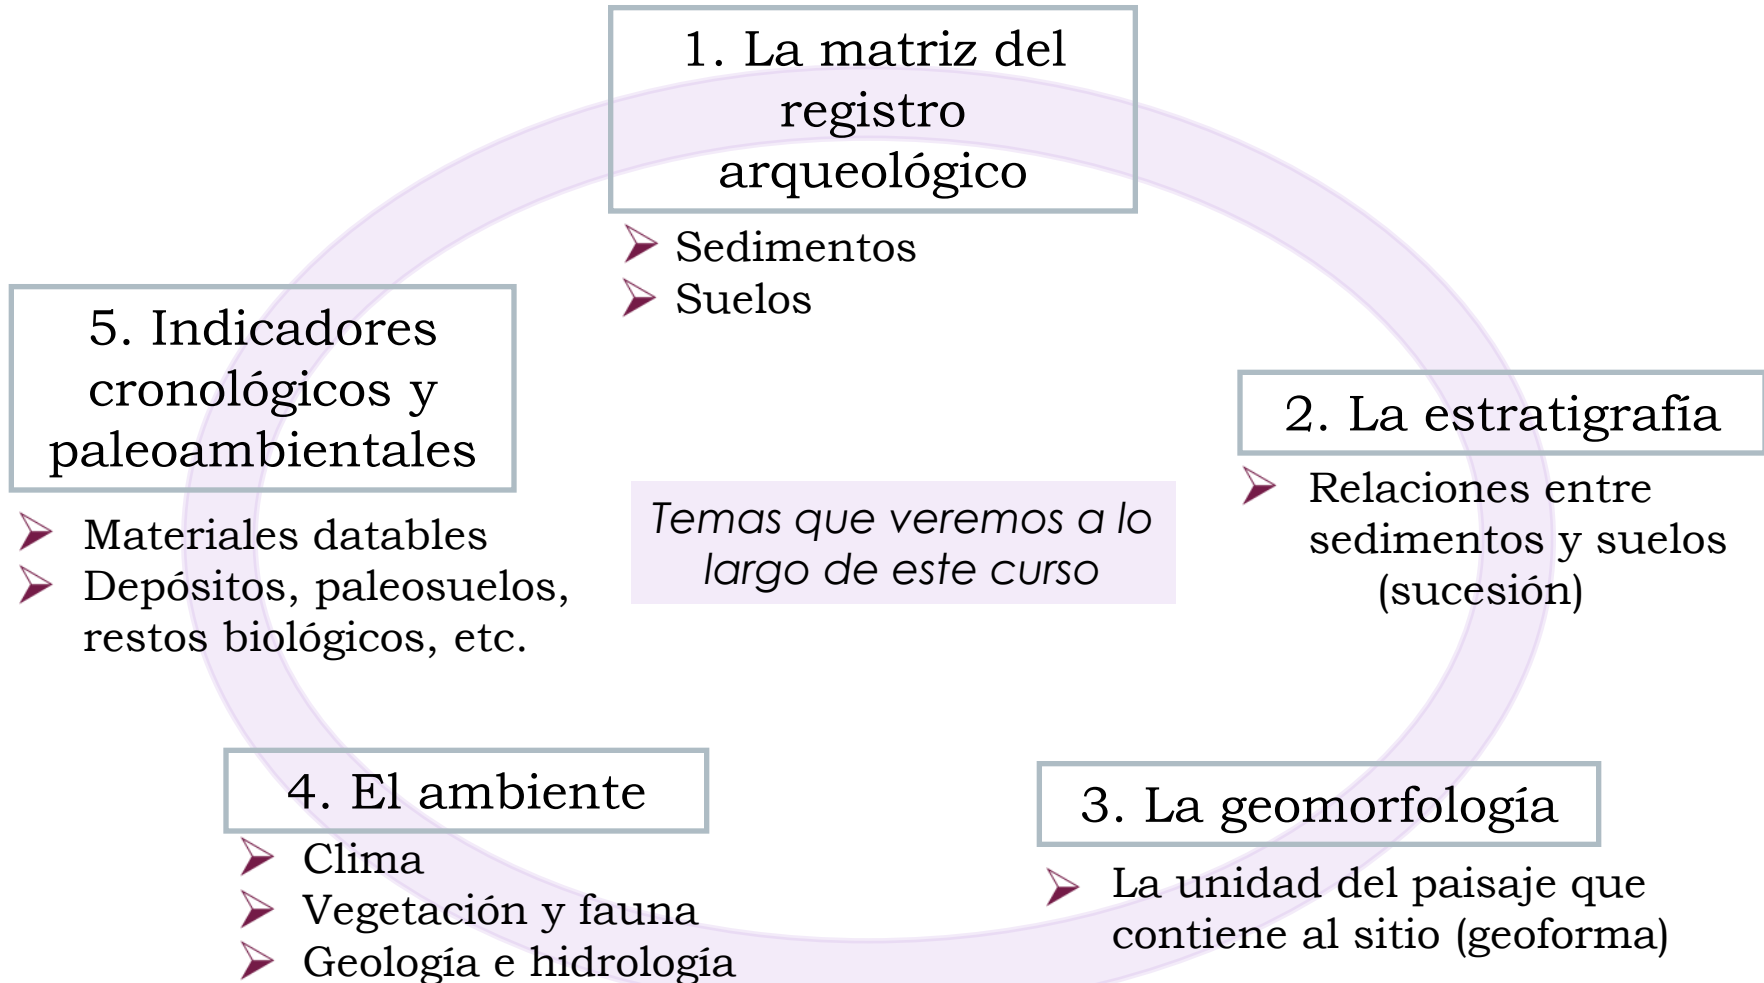 1. La matriz del
registro
arqueológico
Sedimentos
Suelos
2. La estratigrafía
Relaciones entre
sedimentos y suelos
(sucesión)
3. La geomorfología
La unidad del paisaje que
contiene al sitio (geoforma)
4. El ambiente
Clima
Vegetación y fauna
Geología e hidrología
5. Indicadores
cronológicos y
paleoambientales
Materiales datables
Depósitos, paleosuelos,
restos biológicos, etc.
Temas que veremos a lo
largo de este curso